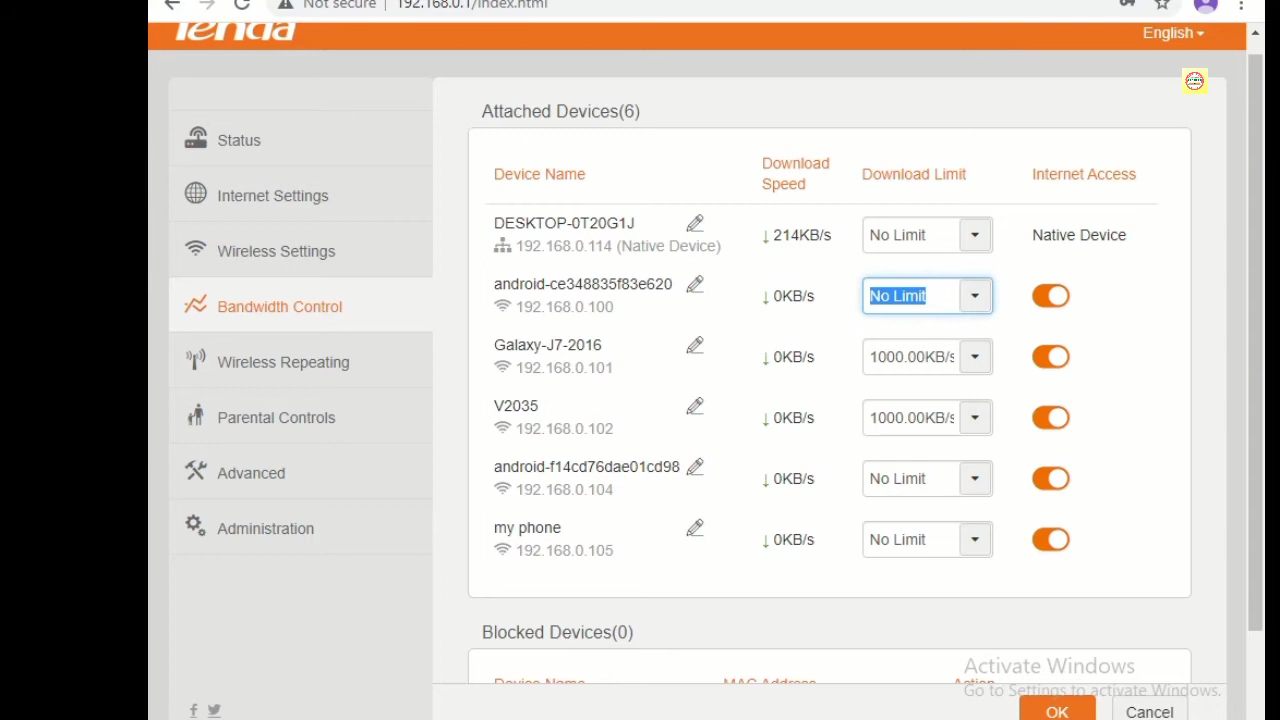 Not secure | 192.168.0.1/index.html
Tenda
English
Attached Devices(6)
Status
Internet Settings
Wireless Settings
Bandwidth Control
Wireless Repeating
Parental Controls
Advanced
Administration
Device Name
Download Speed
Download Limit
Internet Access
DESKTOP-0T20G1J
192.168.0.114 (Native Device)
↓ 214KB/s
No Limit
Native Device
android-ce348835f83e620
192.168.0.100
↓ 0KB/s
No Limit
Galaxy-J7-2016
192.168.0.101
↓ 0KB/s
1000.00KB/s
V2035
192.168.0.102
↓ 0KB/s
1000.00KB/s
android-f14cd76dae01cd98
192.168.0.104
↓ 0KB/s
No Limit
my phone
192.168.0.105
↓ 0KB/s
No Limit
Blocked Devices(0)
Device Name
MAC Address
Action
Activate Windows
Go to Settings to activate Windows.
OK
Cancel